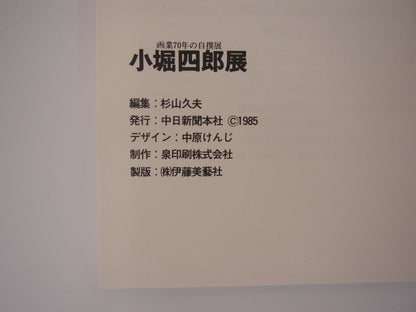 画業70年の自撰展
小堀四郎展
編集：杉山久夫
発行：中日新聞本社 ©1985
デザイン：中原けんじ
制作：泉印刷株式会社
製版：㈱伊藤美藝社